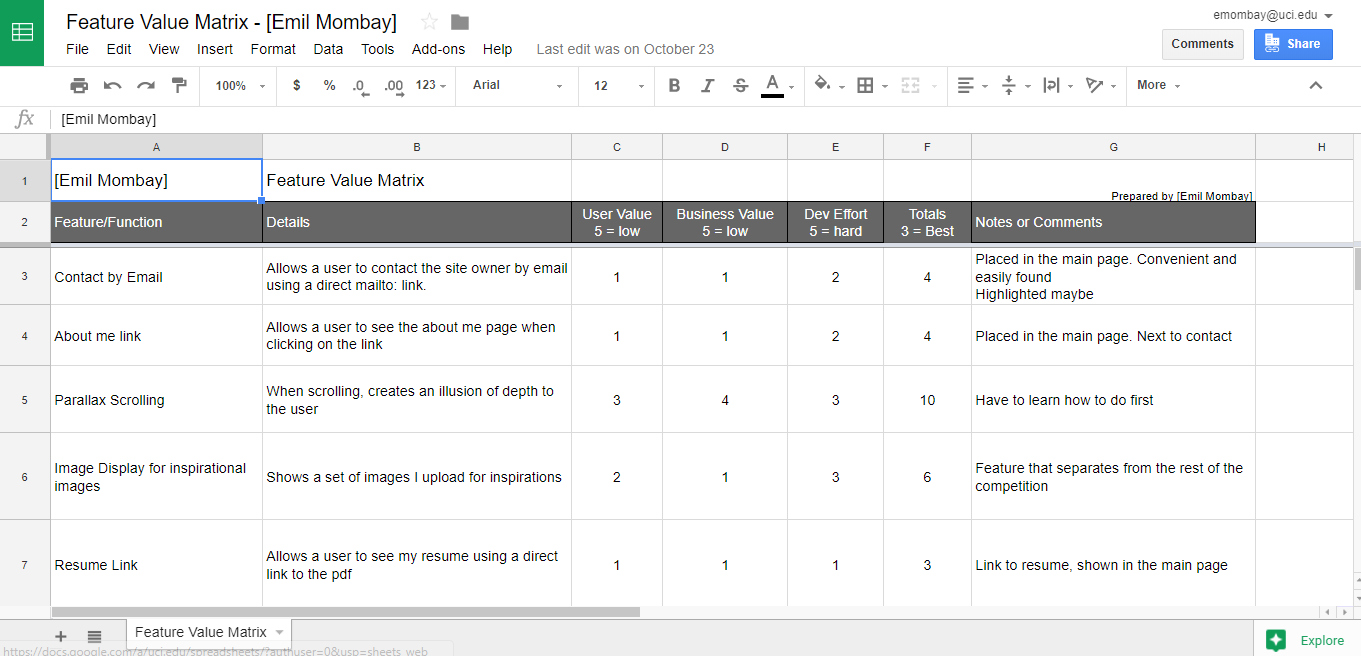 Feature Value Matrix - [Emil Mombay]
emombay@uci.edu
File Edit View Insert Format Data Tools Add-ons Help Last edit was on October 23
Comments Share
100% $ % .0 .00 123 Arial 12 B I S A More
fx [Emil Mombay]
A B C D E F G H
1 [Emil Mombay] Feature Value Matrix Prepared by [Emil Mombay]
2 Feature/Function Details User Value Business Value Dev Effort Totals Notes or Comments
5 = low 5 = low 5 = hard 3 = Best
3 Contact by Email
Allows a user to contact the site owner by email
using a direct mailto: link.
1 1 2 4
Placed in the main page. Convenient and
easily found
Highlighted maybe
4 About me link
Allows a user to see the about me page when
clicking on the link
1 1 2 4
Placed in the main page. Next to contact
5 Parallax Scrolling
When scrolling, creates an illusion of depth to
the user
3 4 3 10
Have to learn how to do first
6 Image Display for inspirational
images
Shows a set of images I upload for inspirations
2 1 3 6
Feature that separates from the rest of the
competition
7 Resume Link
Allows a user to see my resume using a direct
link to the pdf
1 1 1 3
Link to resume, shown in the main page
Feature Value Matrix
Explore
https://docs.google.com/a/uci.edu/spreadsheets/?authuser=0&usp=sheets_web